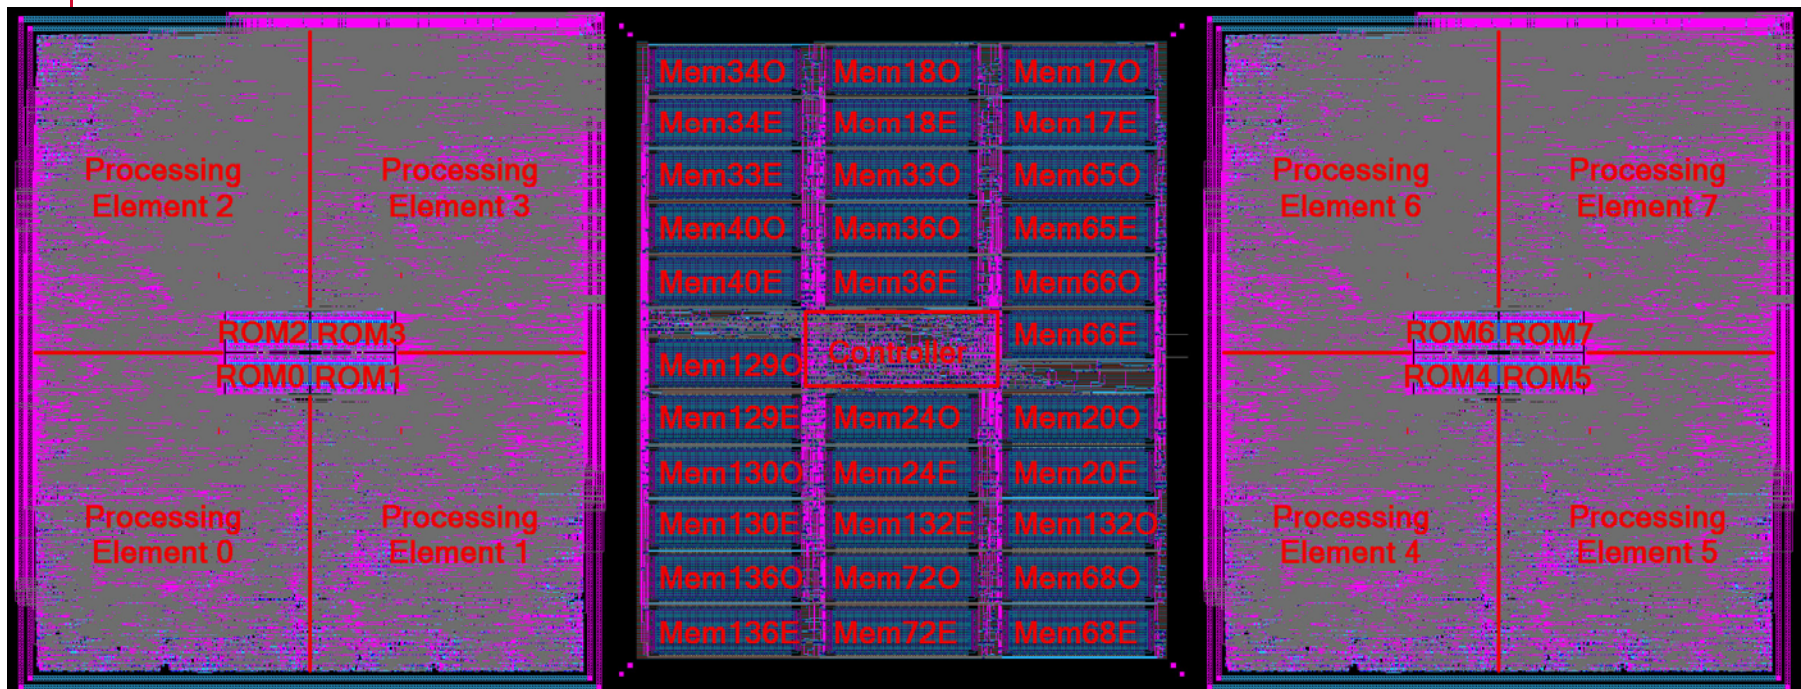 Processing
Element 2
Processing
Element 3
ROM2 ROM3
ROM0 ROM1
Processing
Element 0
Processing
Element 1
Mem34O Mem18O Mem17O
Mem34E Mem18E Mem17E
Mem33E Mem33O Mem65O
Mem40O Mem36O Mem65E
Mem40E Mem36E Mem66O
Mem66E
Mem129O Controller
Mem129E Mem24O Mem20O
Mem130O Mem24E Mem20E
Mem130E Mem132E Mem132O
Mem136O Mem72O Mem68O
Mem136E Mem72E Mem68E
Processing
Element 6
Processing
Element 7
ROM6 ROM7
ROM4 ROM5
Processing
Element 4
Processing
Element 5